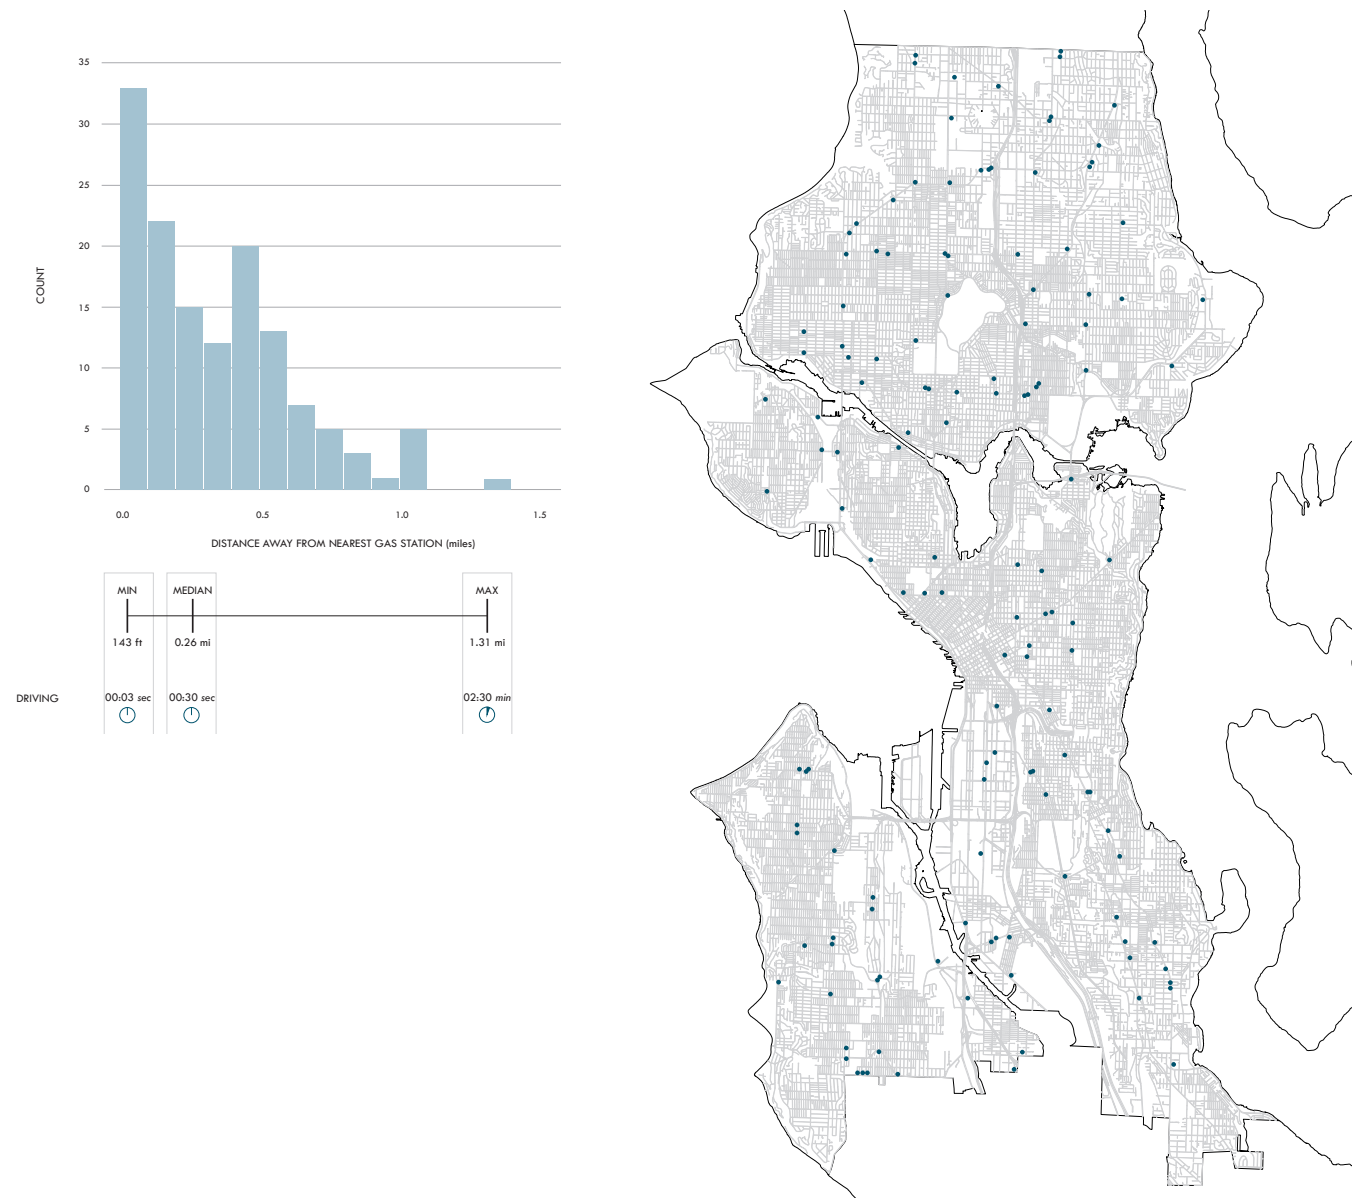 35
30
25
20
15
10
5
0
COUNT
0.0 0.5 1.0 1.5
DISTANCE AWAY FROM NEAREST GAS STATION (miles)
MIN MEDIAN MAX
143 ft 0.26 mi 1.31 mi
DRIVING 00:03 sec 00:30 sec 02:30 min